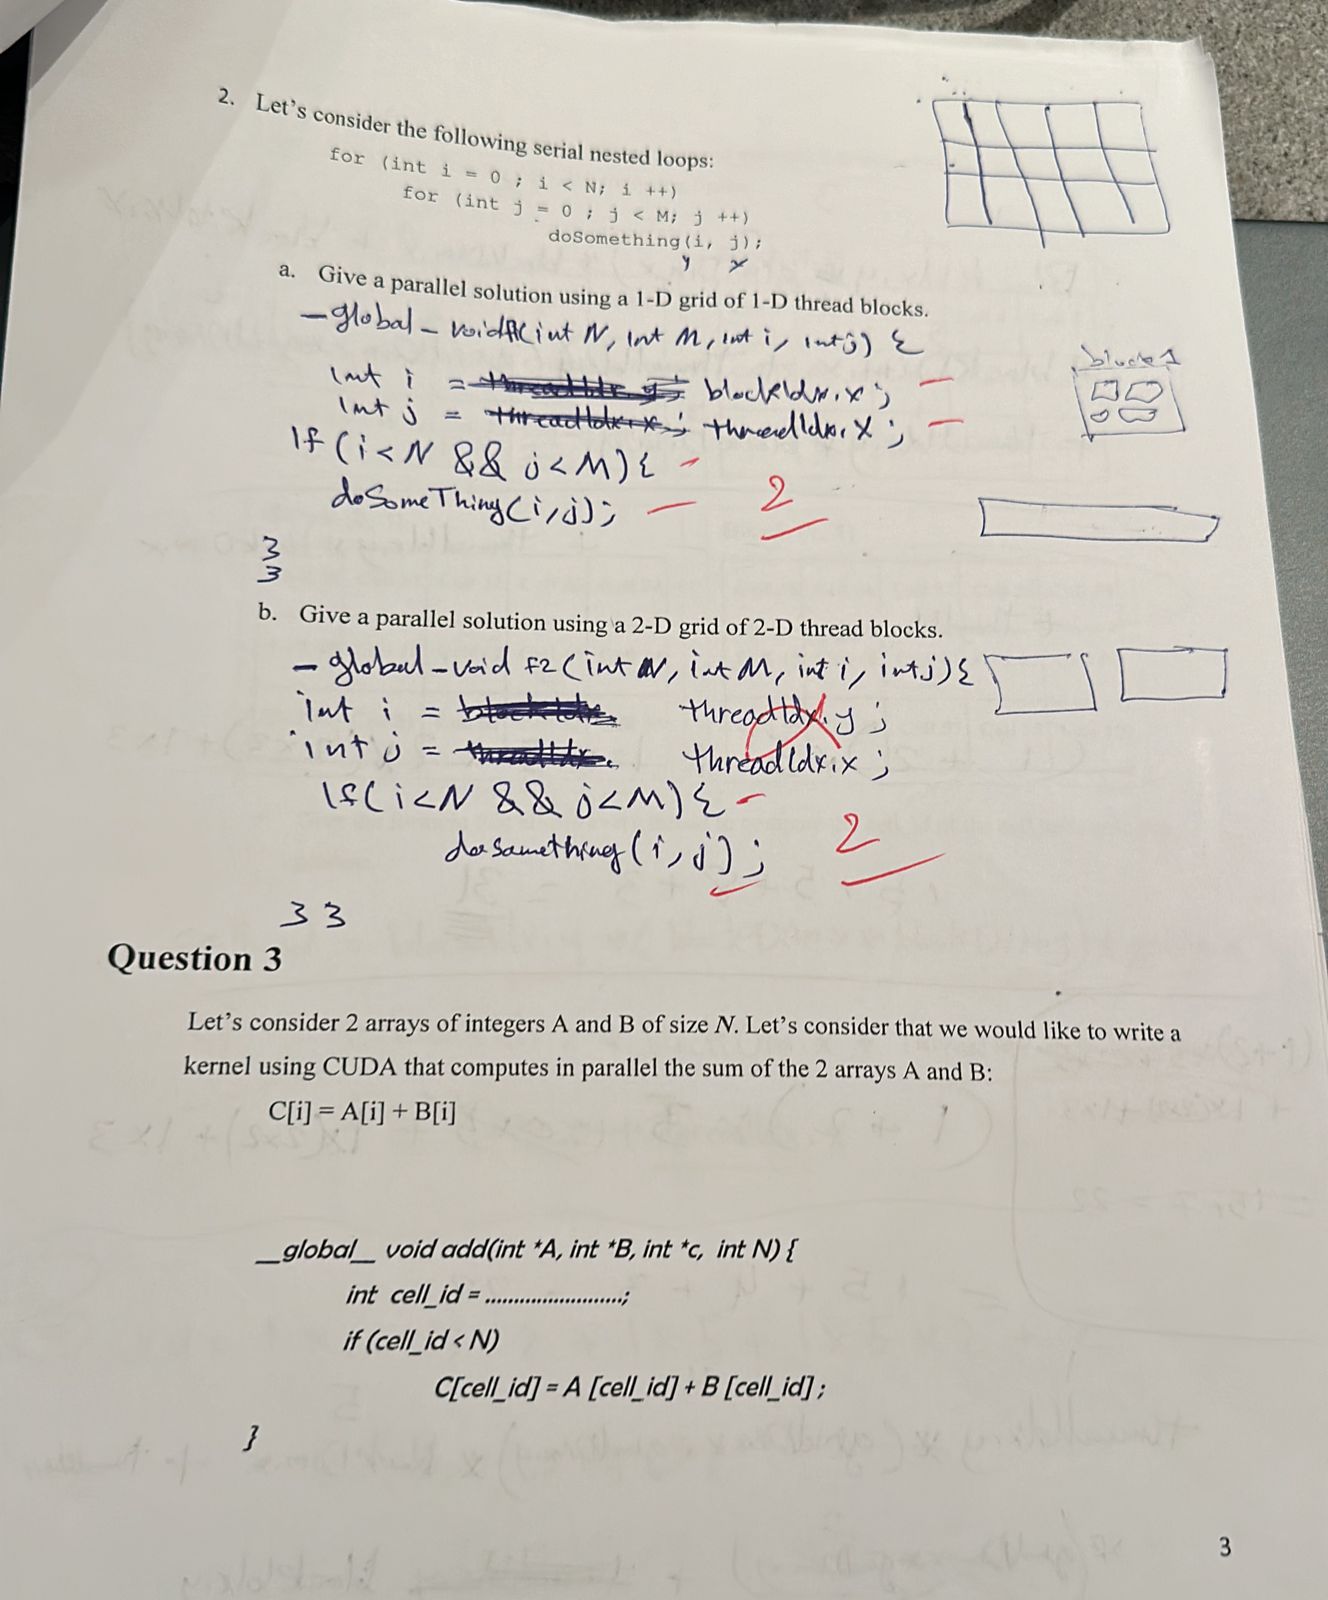 2. Let's consider the following serial nested loops:
for (int i = 0 ; i < N; i ++)
for (int j = 0 ; j < M; j ++)
doSomething(i, j);
y x
a. Give a parallel solution using a 1-D grid of 1-D thread blocks.
_global_ void (int N, int M, int i, int j) {
int i = blockIdx.x;
int j = threadIdx.x;
If (i<N && j<M) {
doSomeThing(i,j);
2
}
}
block 1
b. Give a parallel solution using a 2-D grid of 2-D thread blocks.
_global_void f2 (int N, int M, int i, int j){
int i = threadIdx.y;
int j = threadIdx.x;
If(i<N && j<M) {
dosomething(i,j);
2
} }
Question 3
Let's consider 2 arrays of integers A and B of size N. Let's consider that we would like to write a
kernel using CUDA that computes in parallel the sum of the 2 arrays A and B:
C[i] = A[i] + B[i]
__global__ void add(int *A, int *B, int *c, int N) {
int cell_id = ........................;
if (cell_id < N)
C[cell_id] = A [cell_id] + B [cell_id] ;
}
3